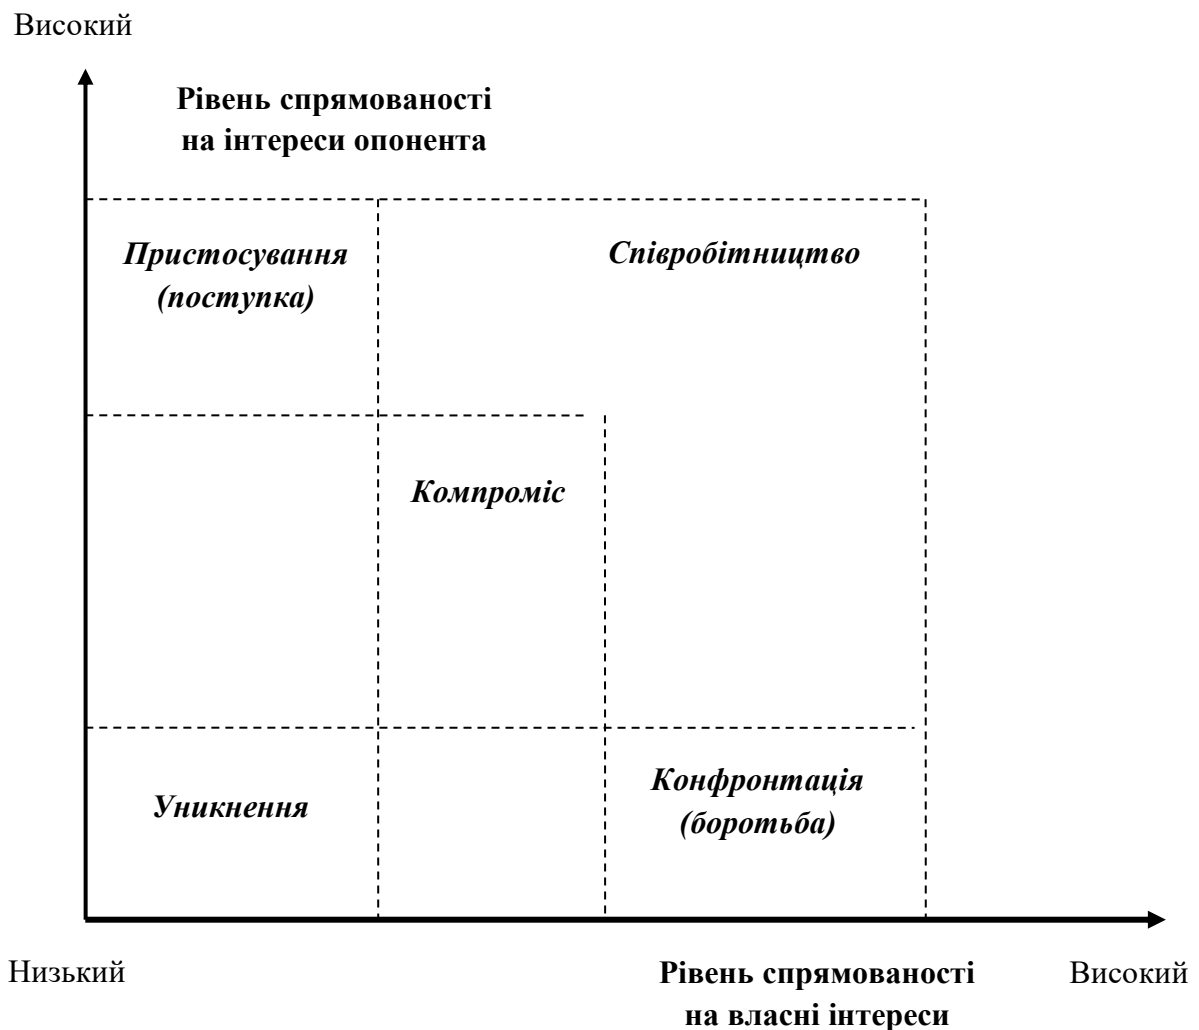 Високий
Рівень спрямованості
на інтереси опонента
Пристосування
(поступка)
Співробітництво
Компроміс
Уникнення
Конфронтація
(боротьба)
Низький
Рівень спрямованості
на власні інтереси
Високий